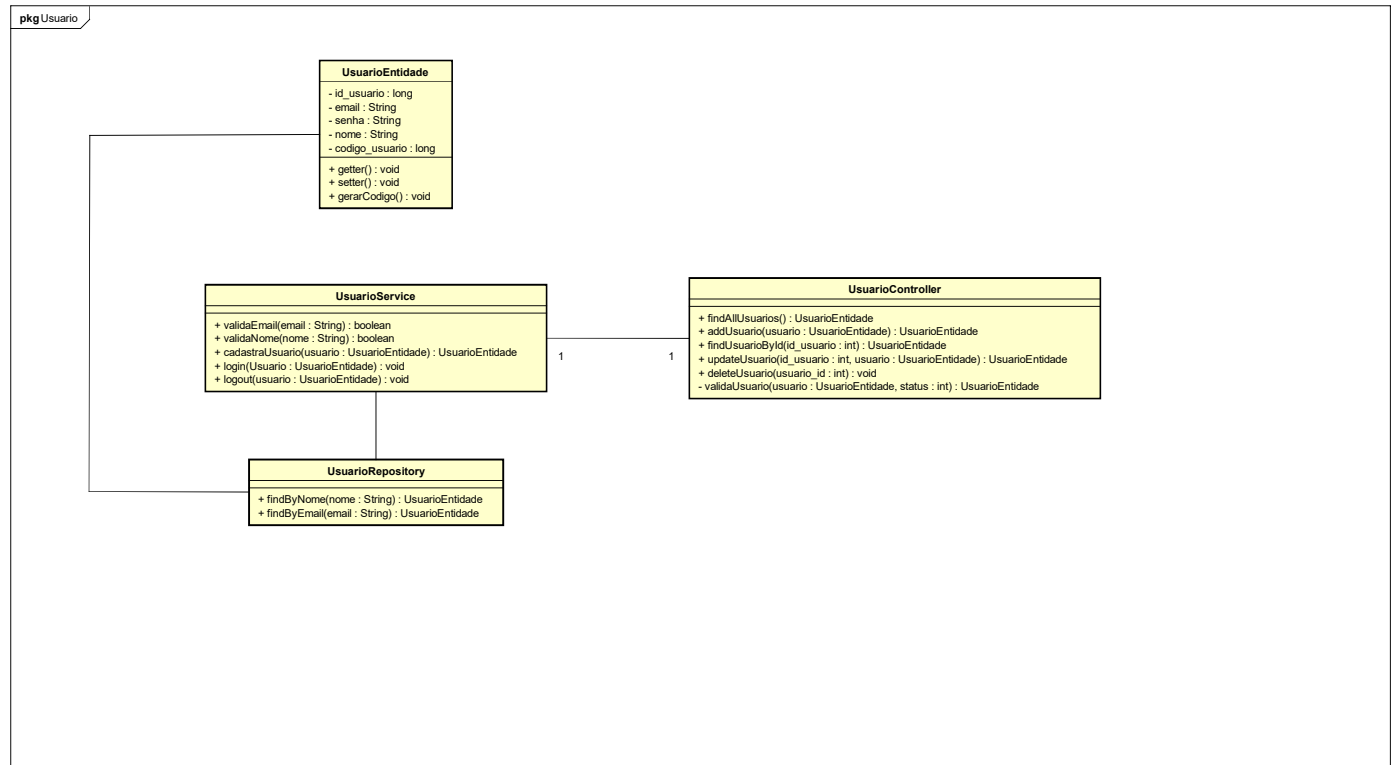 pkg Usuario
UsuarioEntidade
- id_usuario : long
- email : String
- senha : String
- nome : String
- codigo_usuario : long
+ getter() : void
+ setter() : void
+ gerarCodigo() : void
UsuarioService
+ validaEmail(email : String) : boolean
+ validaNome(nome : String) : boolean
+ cadastraUsuario(usuario : UsuarioEntidade) : UsuarioEntidade
+ login(Usuario : UsuarioEntidade) : void
+ logout(usuario : UsuarioEntidade) : void
1
1
UsuarioController
+ findAllUsuarios() : UsuarioEntidade
+ addUsuario(usuario : UsuarioEntidade) : UsuarioEntidade
+ findUsuarioById(id_usuario : int) : UsuarioEntidade
+ updateUsuario(id_usuario : int, usuario : UsuarioEntidade) : UsuarioEntidade
+ deleteUsuario(usuario_id : int) : void
- validaUsuario(usuario : UsuarioEntidade, status : int) : UsuarioEntidade
UsuarioRepository
+ findByNome(nome : String) : UsuarioEntidade
+ findByEmail(email : String) : UsuarioEntidade